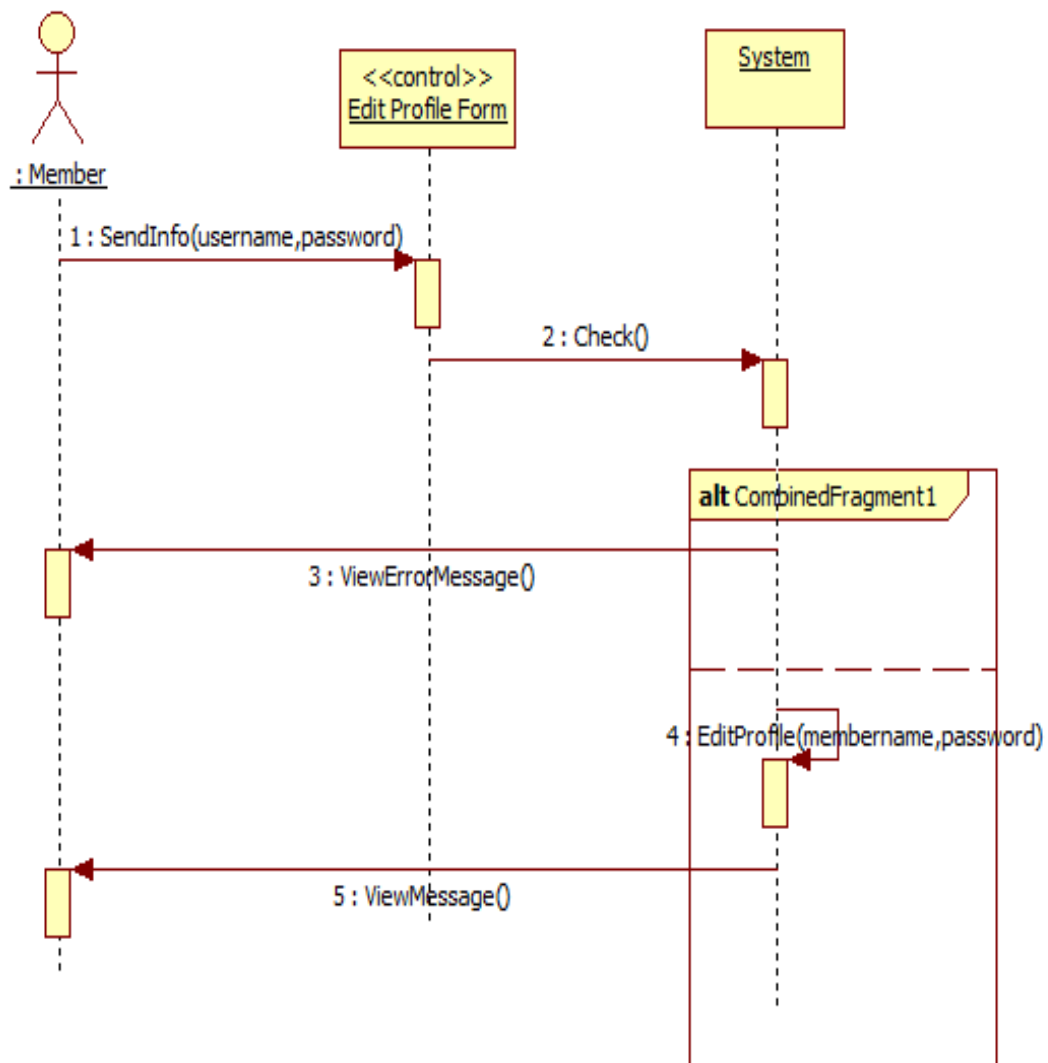 System
<<control>>
Edit Profile Form
: Member
1 : SendInfo(username,password)
2 : Check()
alt CombinedFragment1
3 : ViewErrorMessage()
4 : EditProfile(membername,password)
5 : ViewMessage()